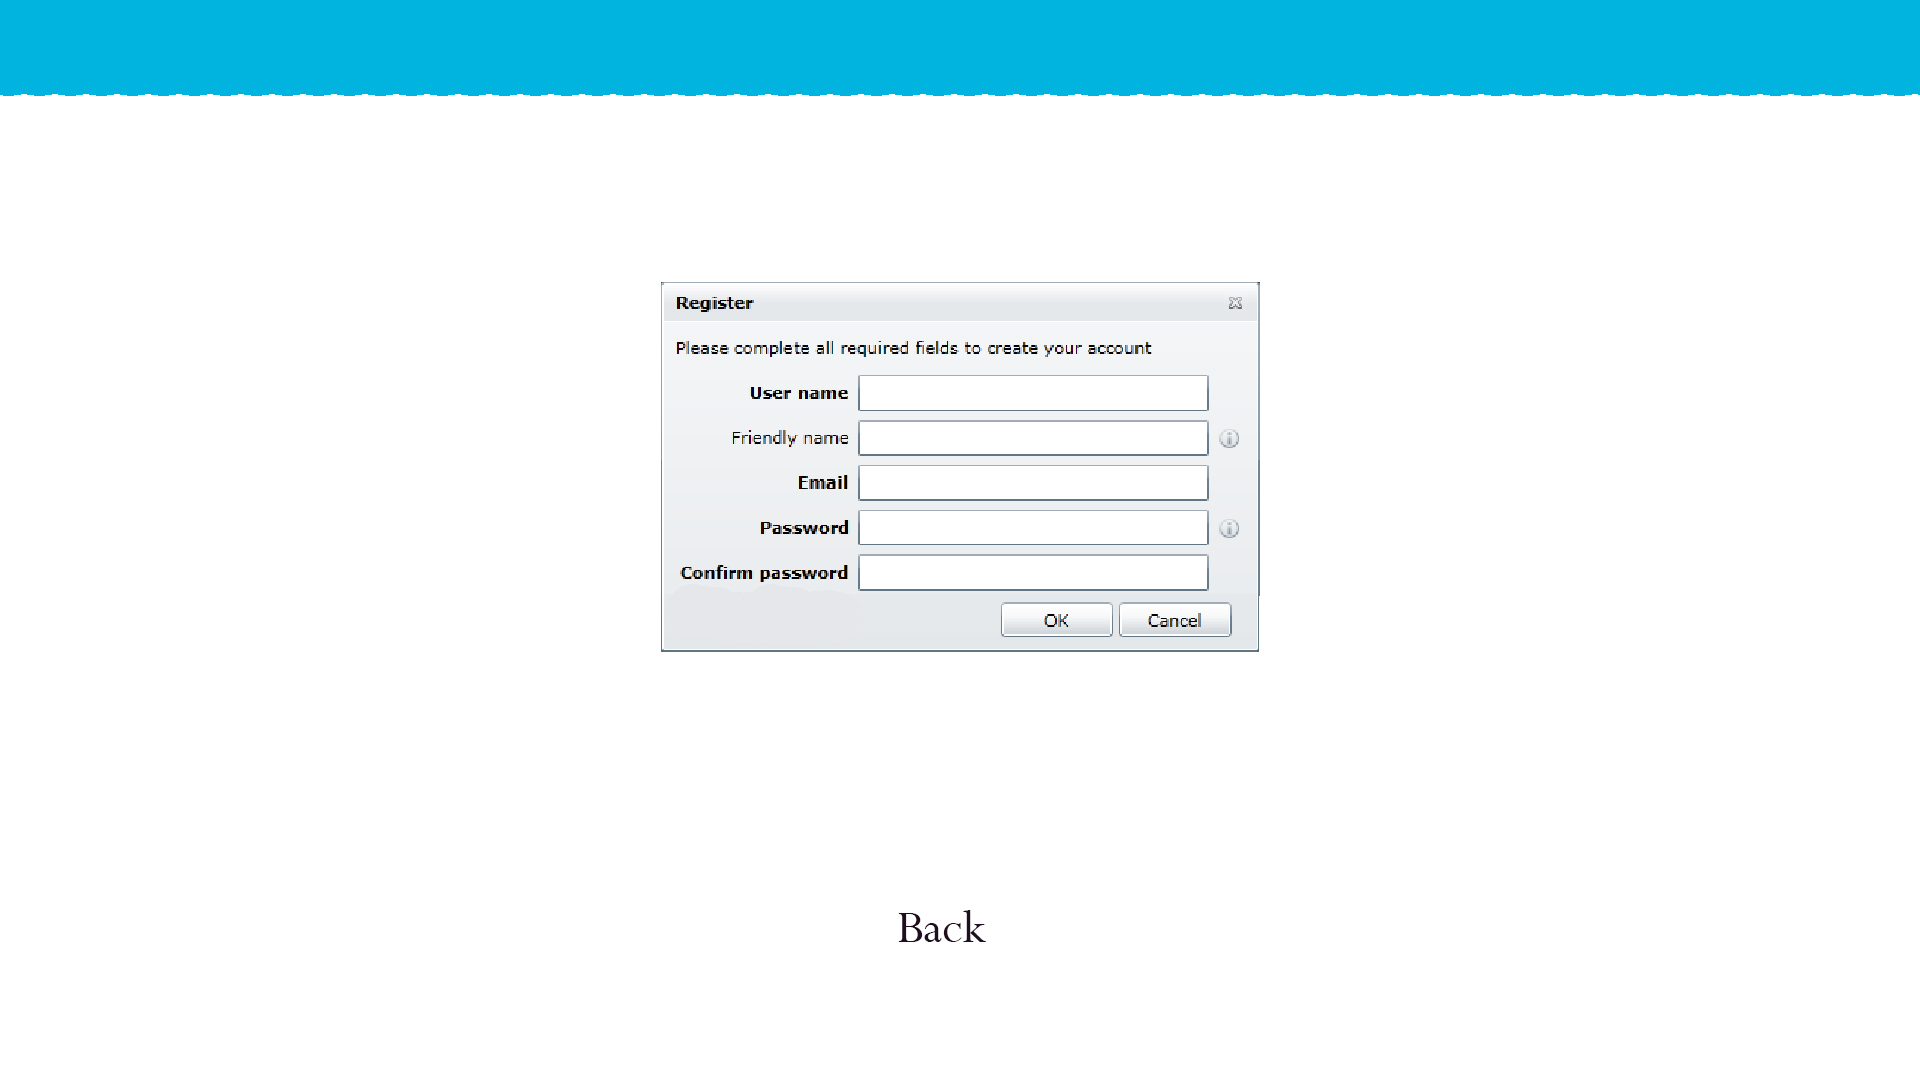 Register
Please complete all required fields to create your account
User name
Friendly name
Email
Password
Confirm password
OK Cancel
Back